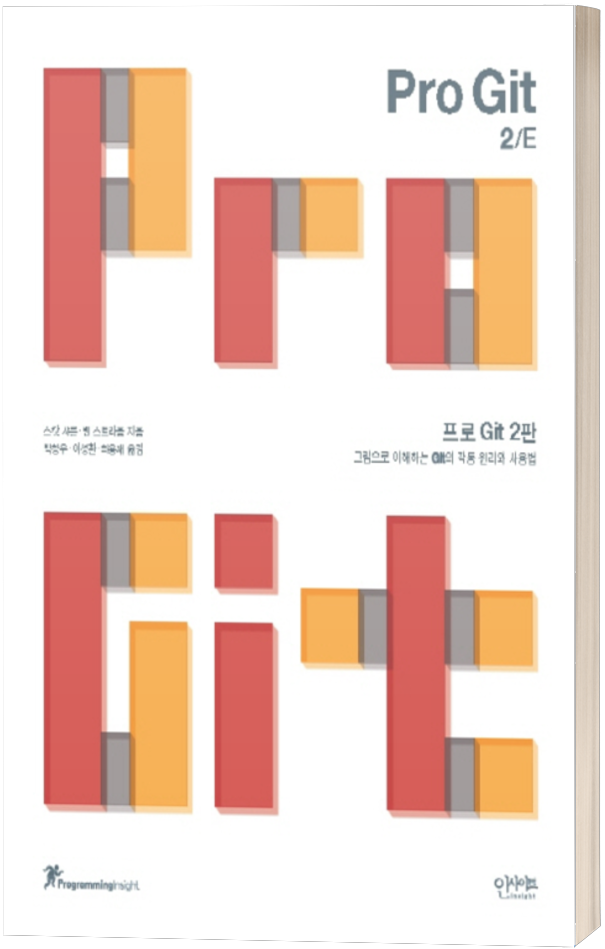 Pro Git
2/E
Pro
스캇 샤콘·벤 스트라웁 지음
박창우·이성환·최용재 옮김
프로 Git 2판
그림으로 이해하는 Git의 작동 원리와 사용법
Git
ProgrammingInsight
인사이트
insight